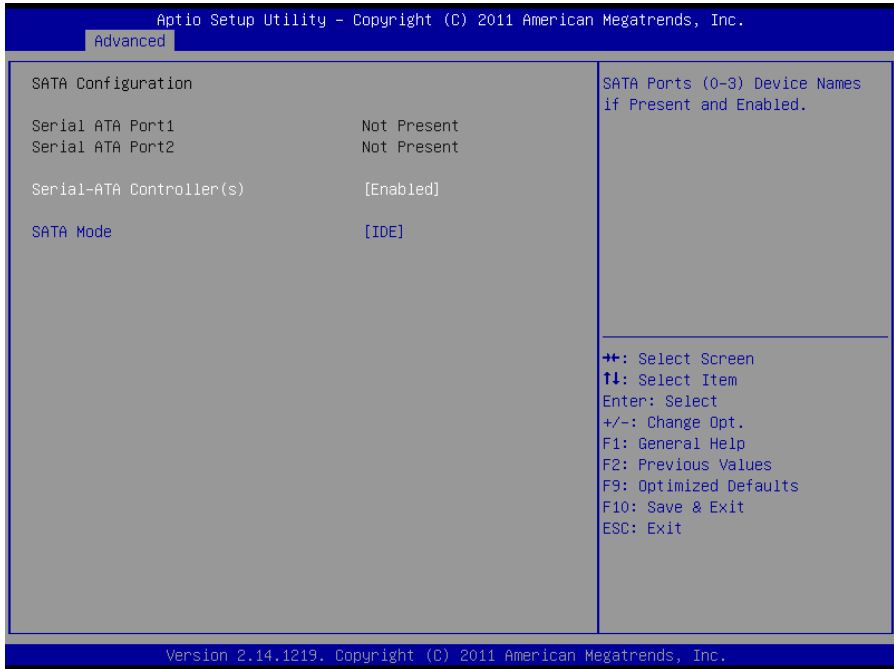 Aptio Setup Utility - Copyright (C) 2011 American Megatrends, Inc.
Advanced
SATA Configuration
Serial ATA Port1 Not Present
Serial ATA Port2 Not Present
Serial-ATA Controller(s) [Enabled]
SATA Mode [IDE]
SATA Ports (0-3) Device Names
if Present and Enabled.
→←: Select Screen
↑↓: Select Item
Enter: Select
+/-: Change Opt.
F1: General Help
F2: Previous Values
F9: Optimized Defaults
F10: Save & Exit
ESC: Exit
Version 2.14.1219. Copyright (C) 2011 American Megatrends, Inc.